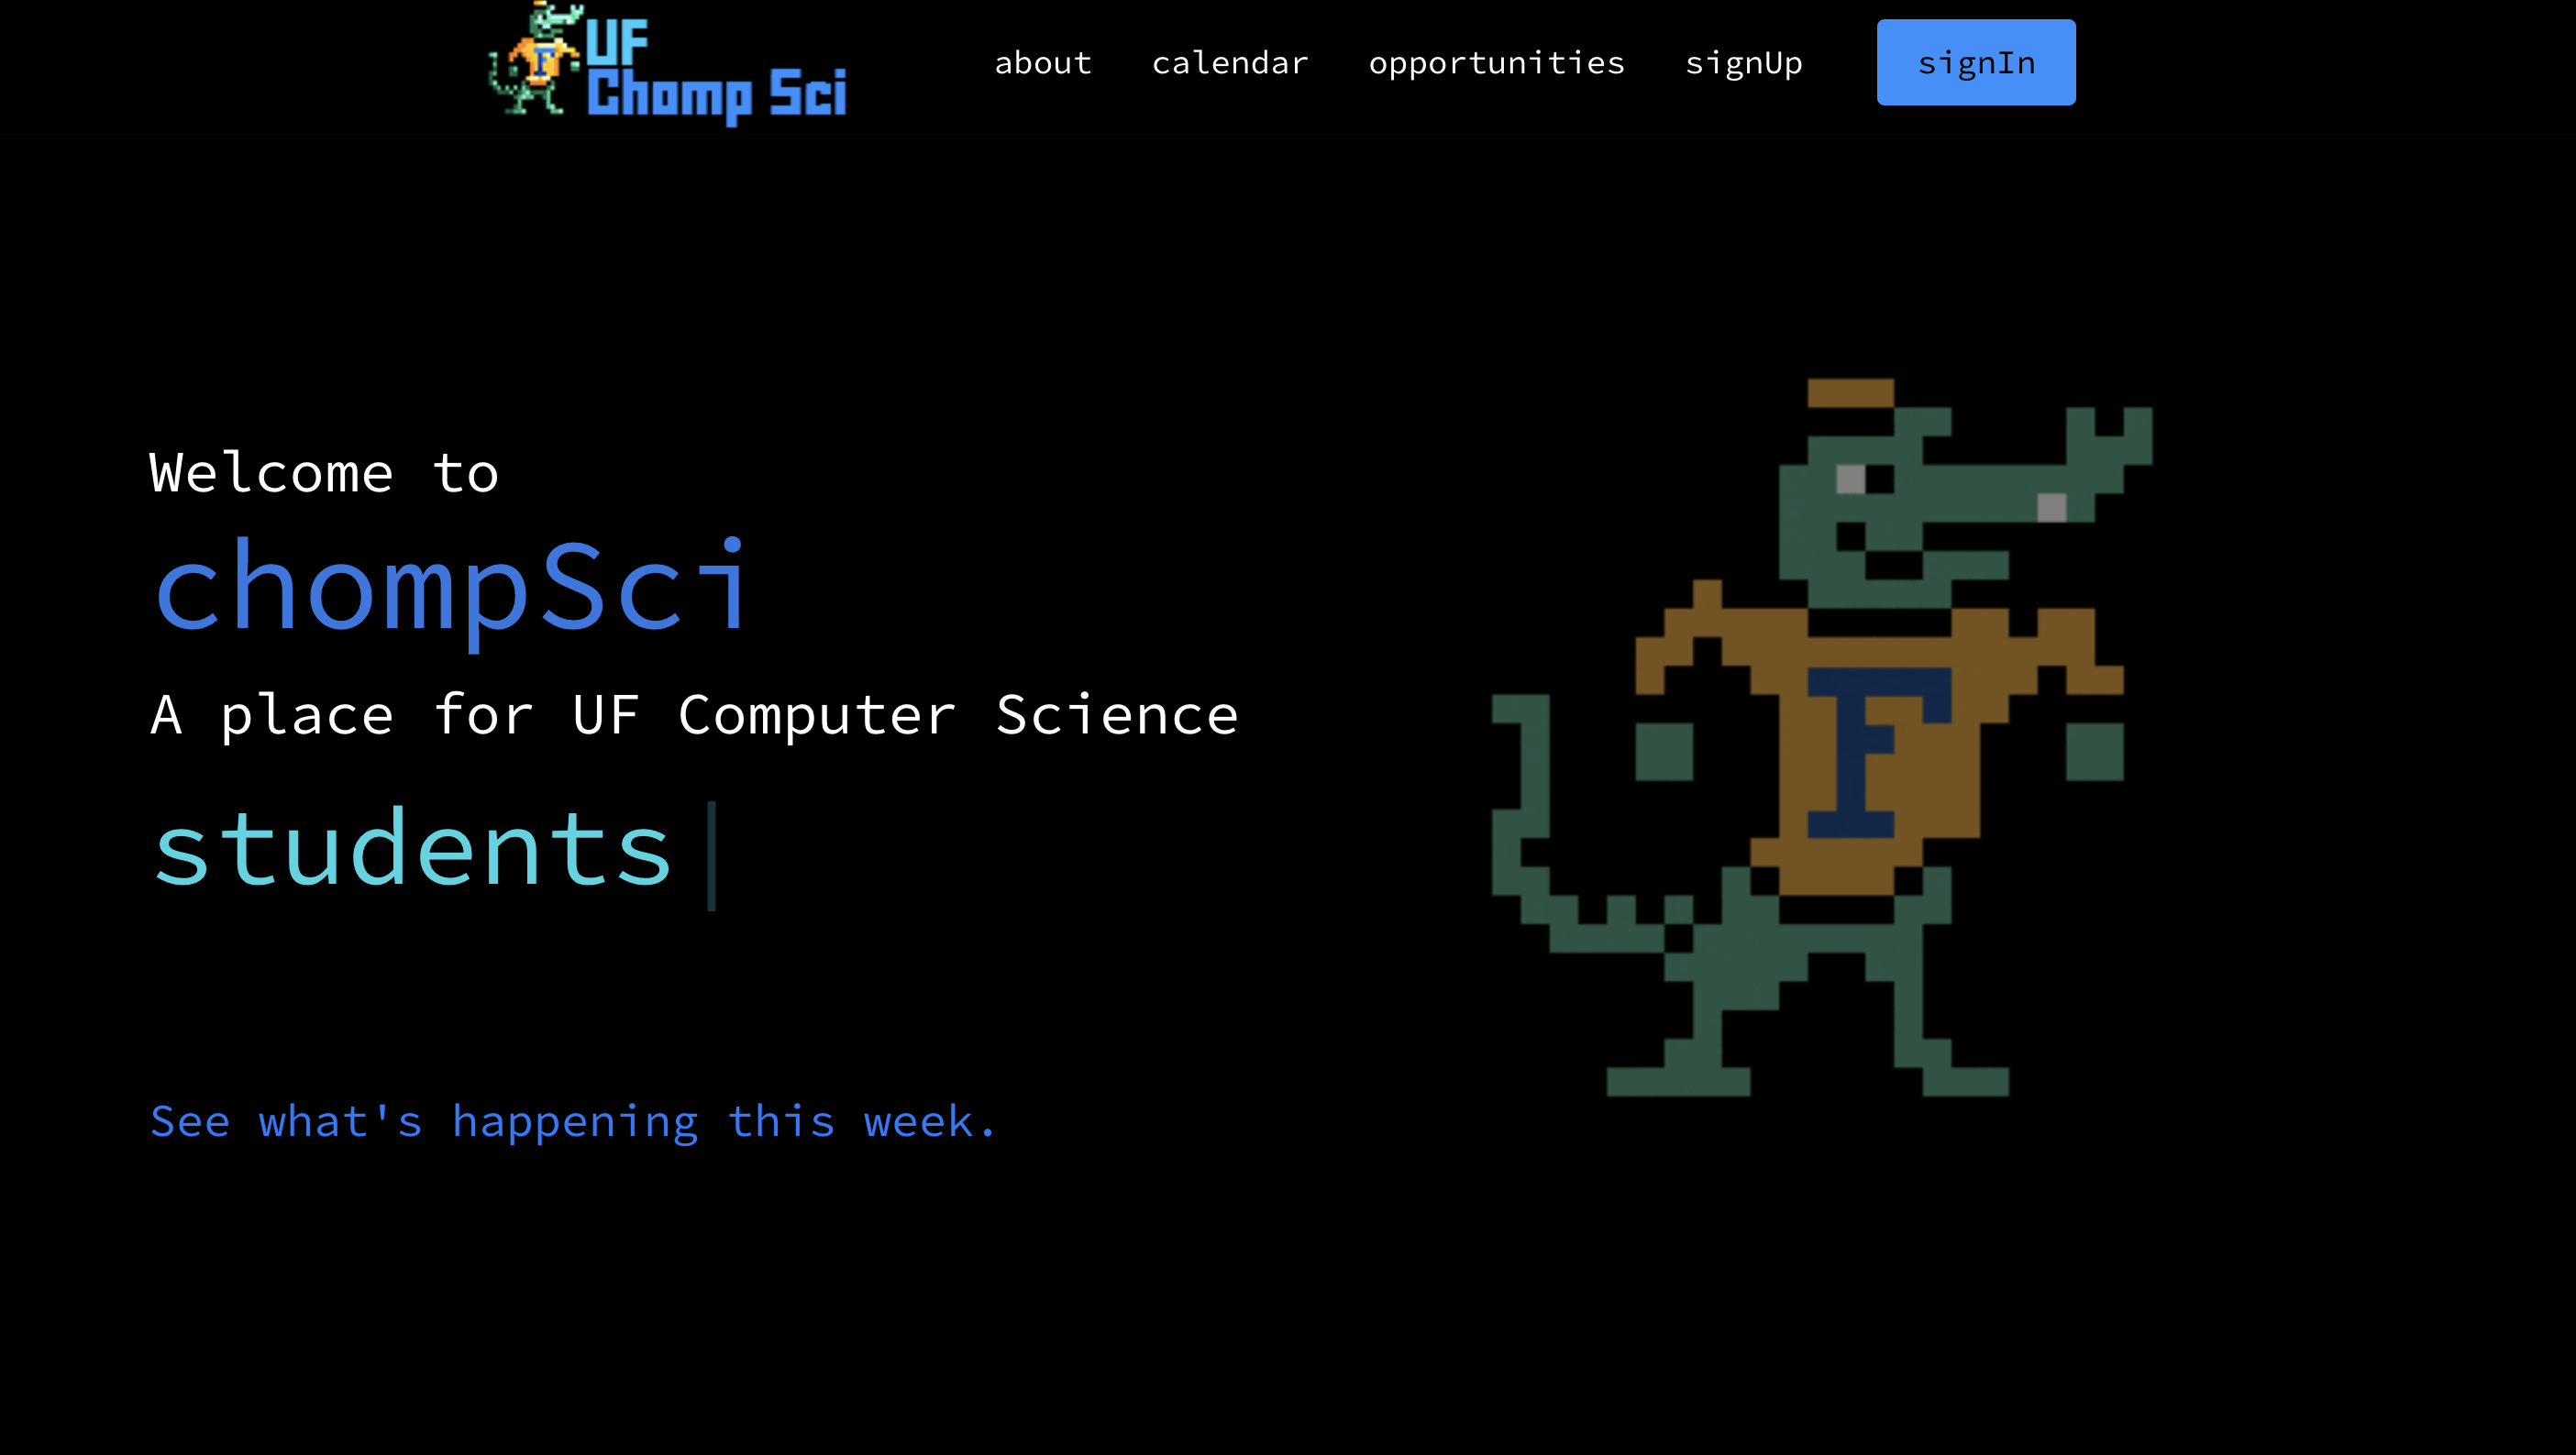 UF
Chomp Sci
about calendar opportunities signUp signIn
Welcome to
chompSci
A place for UF Computer Science
students
See what's happening this week.
F